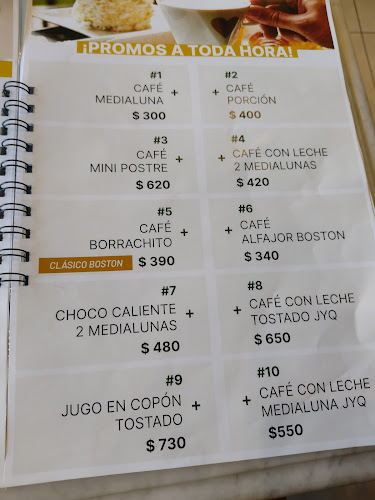 ¡PROMOS A TODA HORA!
#1
CAFÉ +
MEDIALUNA
$ 300
#2
+ CAFÉ
PORCIÓN
$ 400
#3
CAFÉ +
MINI POSTRE
$ 620
#4
+ CAFÉ CON LECHE
2 MEDIALUNAS
$ 420
#5
CAFÉ +
BORRACHITO
CLÁSICO BOSTON $ 390
#6
+ CAFÉ
ALFAJOR BOSTON
$ 340
#7
CHOCO CALIENTE +
2 MEDIALUNAS
$ 480
#8
+ CAFÉ CON LECHE
TOSTADO JYQ
$ 650
#9
JUGO EN COPÓN +
TOSTADO
$ 730
#10
+ CAFÉ CON LECHE
MEDIALUNA JYQ
$550